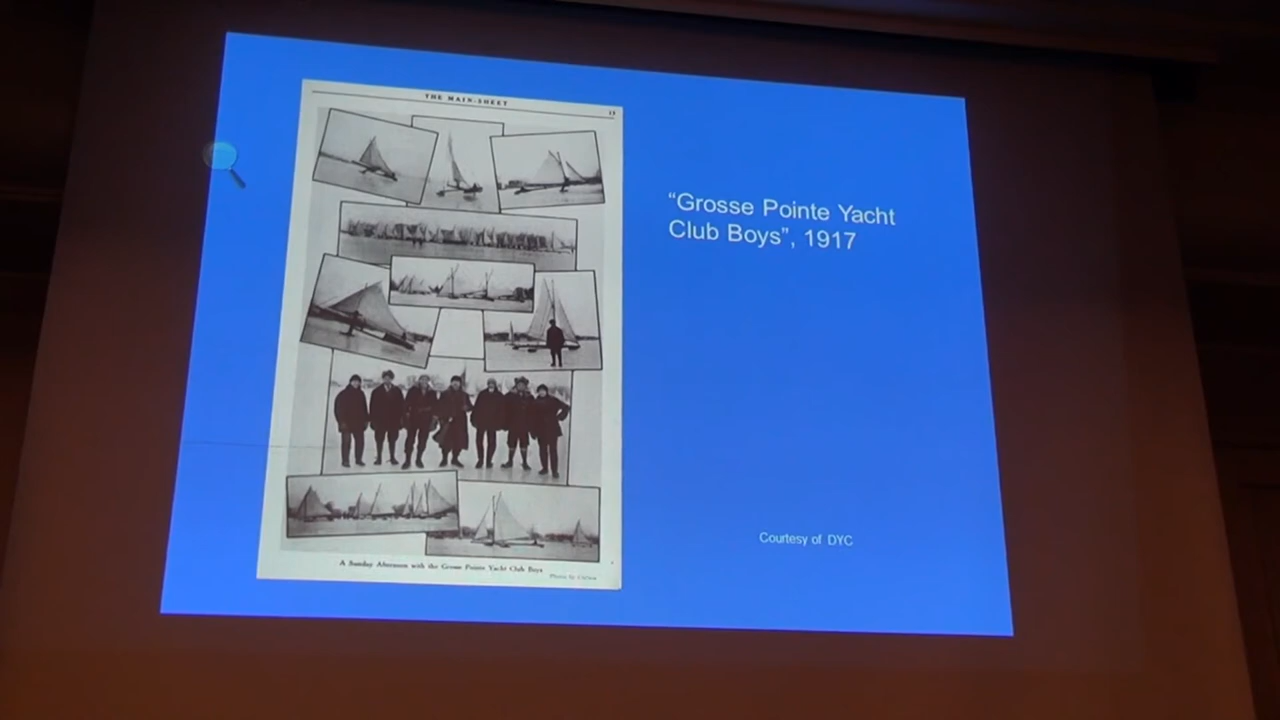 THE MAIN-SHEET
"Grosse Pointe Yacht
Club Boys", 1917
Courtesy of DYC
A Sunday Afternoon with the Grosse Pointe Yacht Club Boys